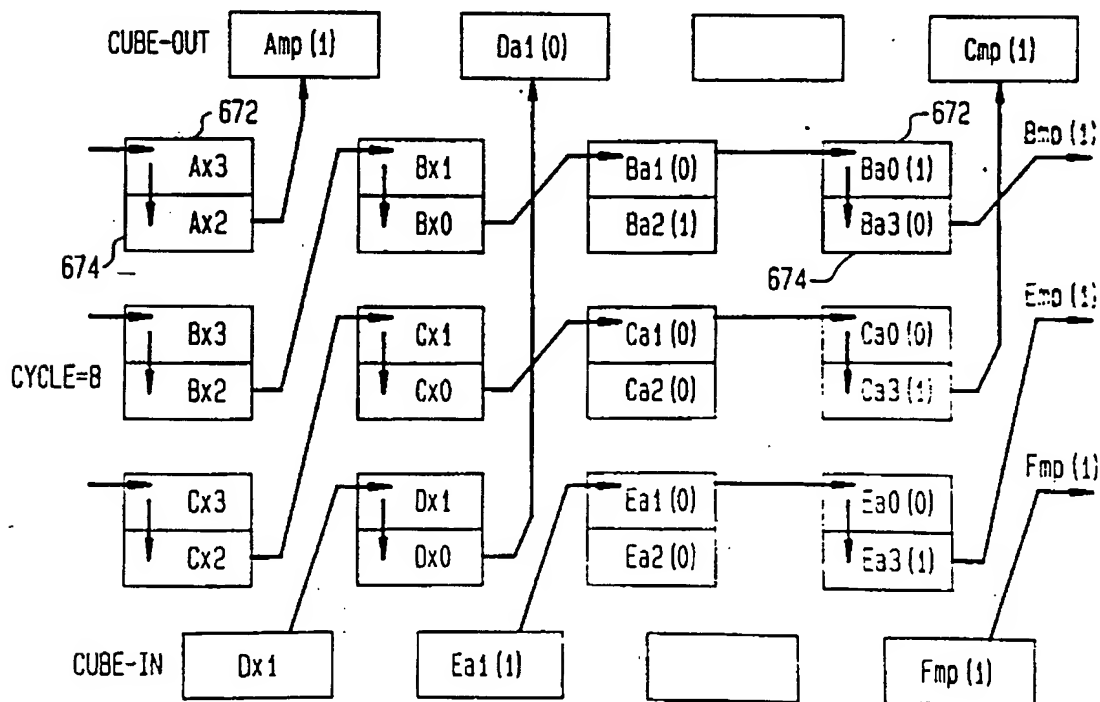 CUBE-OUT Amp (1) Da1 (0) Cmp (1)
672 672
Ax3 Bx1 Ba1 (0) Ba0 (1) Bmp (1)
Ax2 Bx0 Ba2 (1) Ba3 (0)
674 674
Bx3 Cx1 Ca1 (0) Ca0 (0) Emp (1)
CYCLE=8 Bx2 Cx0 Ca2 (0) Ca3 (1)
Cx3 Dx1 Ea1 (0) Ea0 (0) Fmp (1)
Cx2 Dx0 Ea2 (0) Ea3 (1)
CUBE-IN Dx1 Ea1 (1) Fmp (1)